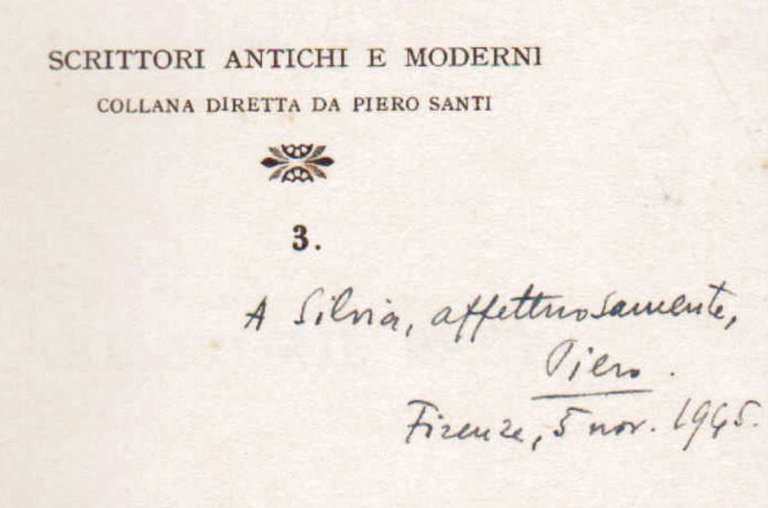 SCRITTORI ANTICHI E MODERNI
COLLANA DIRETTA DA PIERO SANTI
3.
A Silvia, affettuosamente,
Piero.
Firenze, 5 nov. 1945.